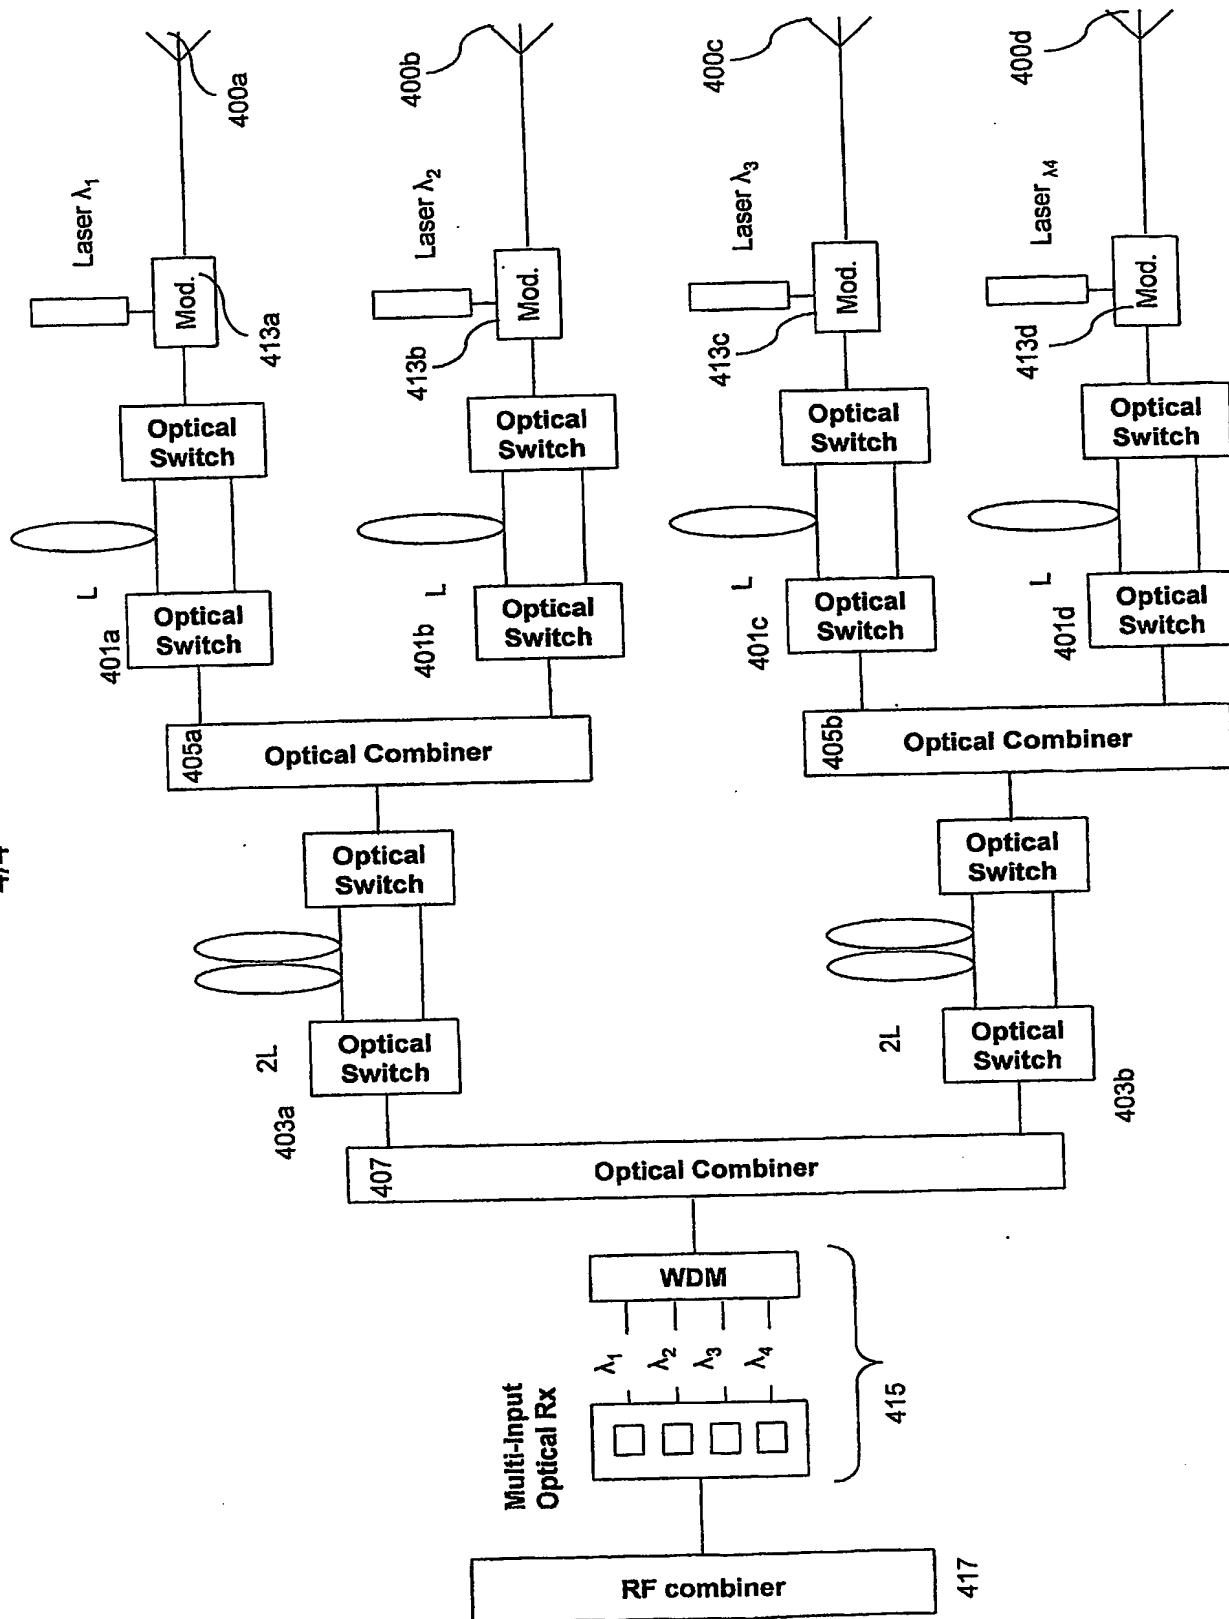 4/4
400a
400b
400c
400d
Laser λ1
Laser λ2
Laser λ3
Laser λ4
Mod.
413a
Mod.
413b
Mod.
413c
Mod.
413d
Optical
Switch
Optical
Switch
Optical
Switch
Optical
Switch
L
L
L
L
Optical
Switch
401a
Optical
Switch
401b
Optical
Switch
401c
Optical
Switch
401d
405a
Optical Combiner
405b
Optical Combiner
Optical
Switch
Optical
Switch
2L
2L
Optical
Switch
403a
Optical
Switch
403b
407
Optical Combiner
WDM
λ1
λ2
λ3
λ4
Multi-Input
Optical Rx
415
RF combiner
417